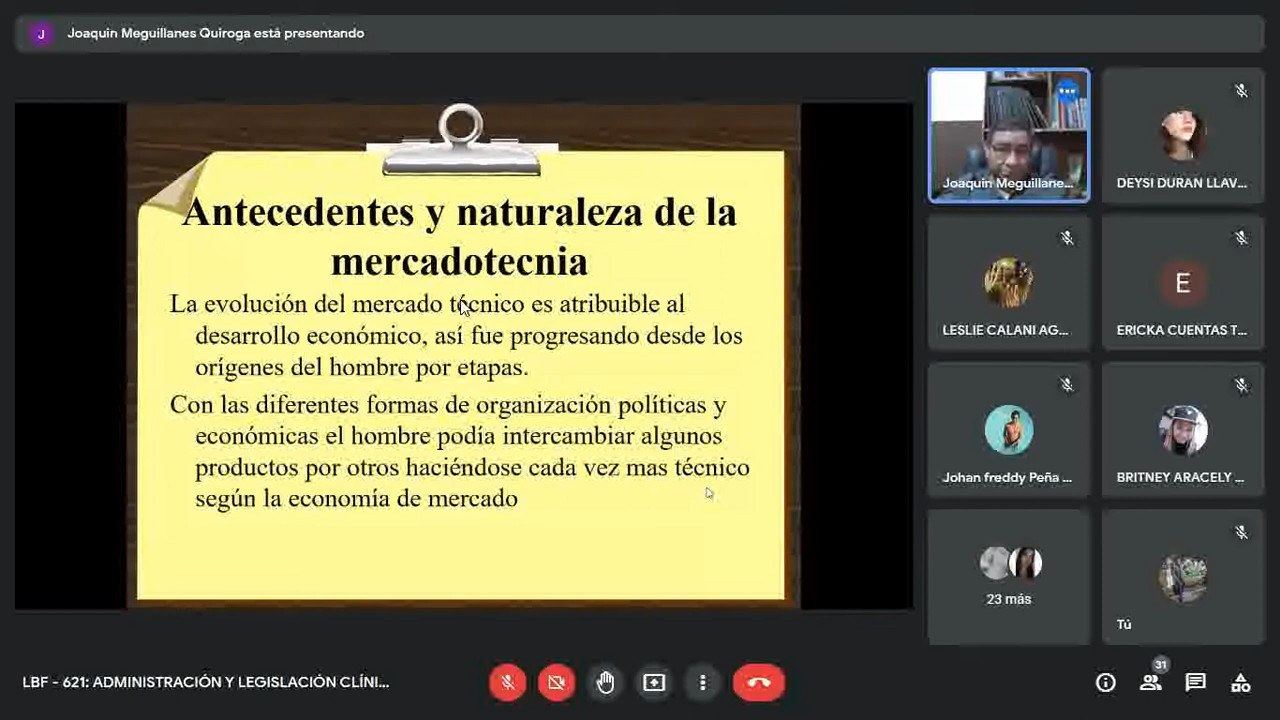 J
Joaquin Meguillanes Quiroga está presentando
Antecedentes y naturaleza de la
mercadotecnia
La evolución del mercado técnico es atribuible al
desarrollo económico, así fue progresando desde los
orígenes del hombre por etapas.
Con las diferentes formas de organización políticas y
económicas el hombre podía intercambiar algunos
productos por otros haciéndose cada vez mas técnico
según la economía de mercado
Joaquin Meguillane...
DEYSI DURAN LLAV...
LESLIE CALANI AG...
E
ERICKA CUENTAS T...
Johan freddy Peña ...
BRITNEY ARACELY ...
23 más
Tú
LBF - 621: ADMINISTRACIÓN Y LEGISLACIÓN CLÍNI...
31